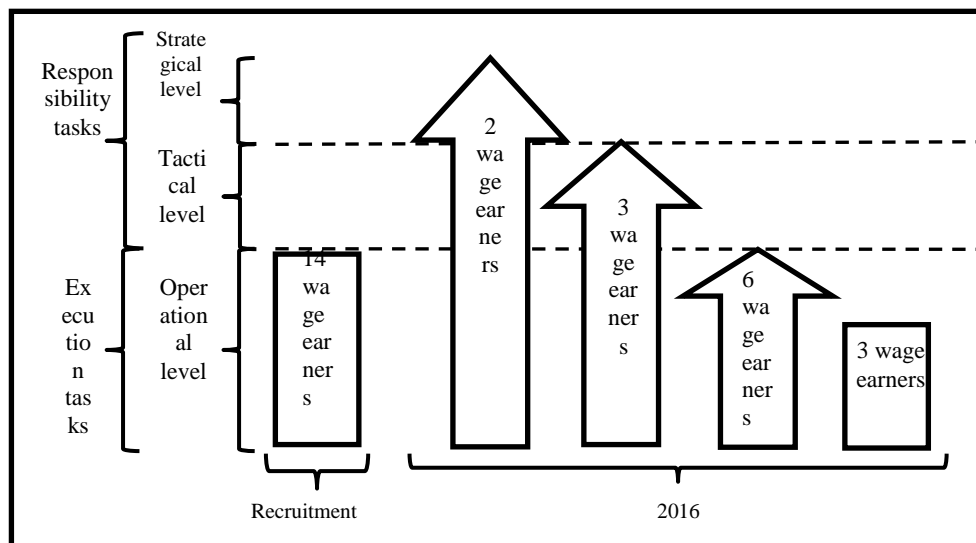 Respon
sibility
tasks
Strate
gical
level
Tacti
cal
level
Ex
ecu
tio
n
tas
ks
Oper
ation
al
level
14
wa
ge
ear
ner
s
2
wa
ge
ear
ne
rs
3
wa
ge
ear
ner
s
6
wa
ge
ear
ner
s
3 wage
earners
Recruitment
2016